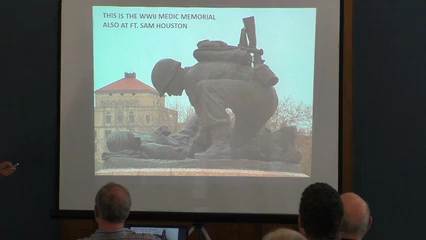 THIS IS THE WWII MEDIC MEMORIAL
ALSO AT FT. SAM HOUSTON